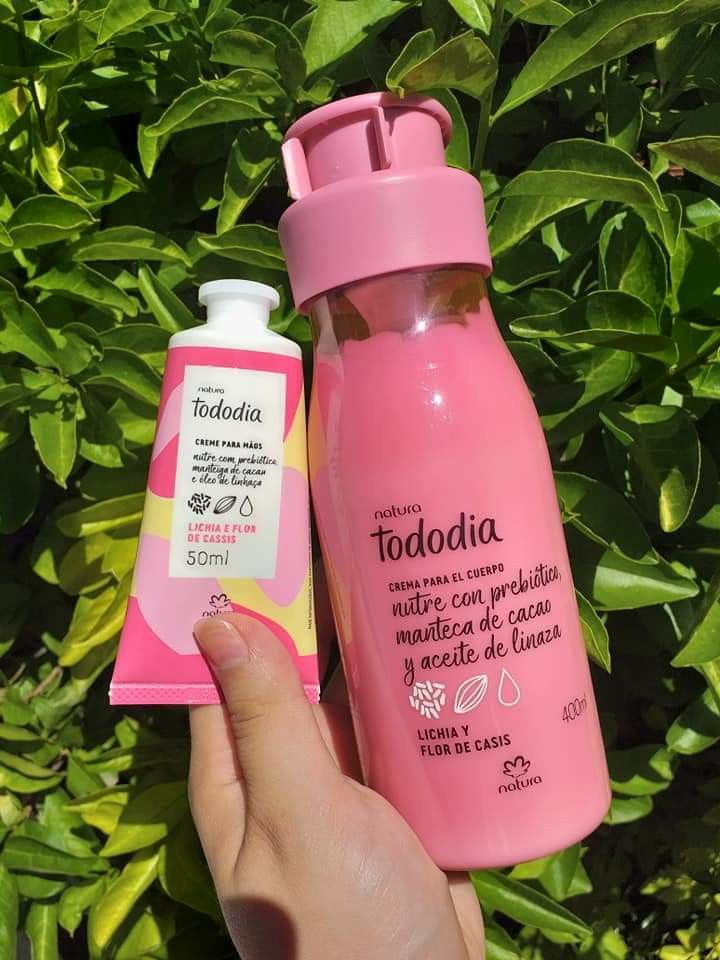 natura
Tododia
CREME PARA MÃOS
nutre com prebiótico,
manteiga de cacau
e óleo de linhaça
LICHIA E FLOR
DE CASSIS
50ml
natura
natura
Tododia
CREMA PARA EL CUERPO
nutre con prebiótico,
manteca de cacao
y aceite de linaza
400ml
LICHIA Y
FLOR DE CASIS
natura